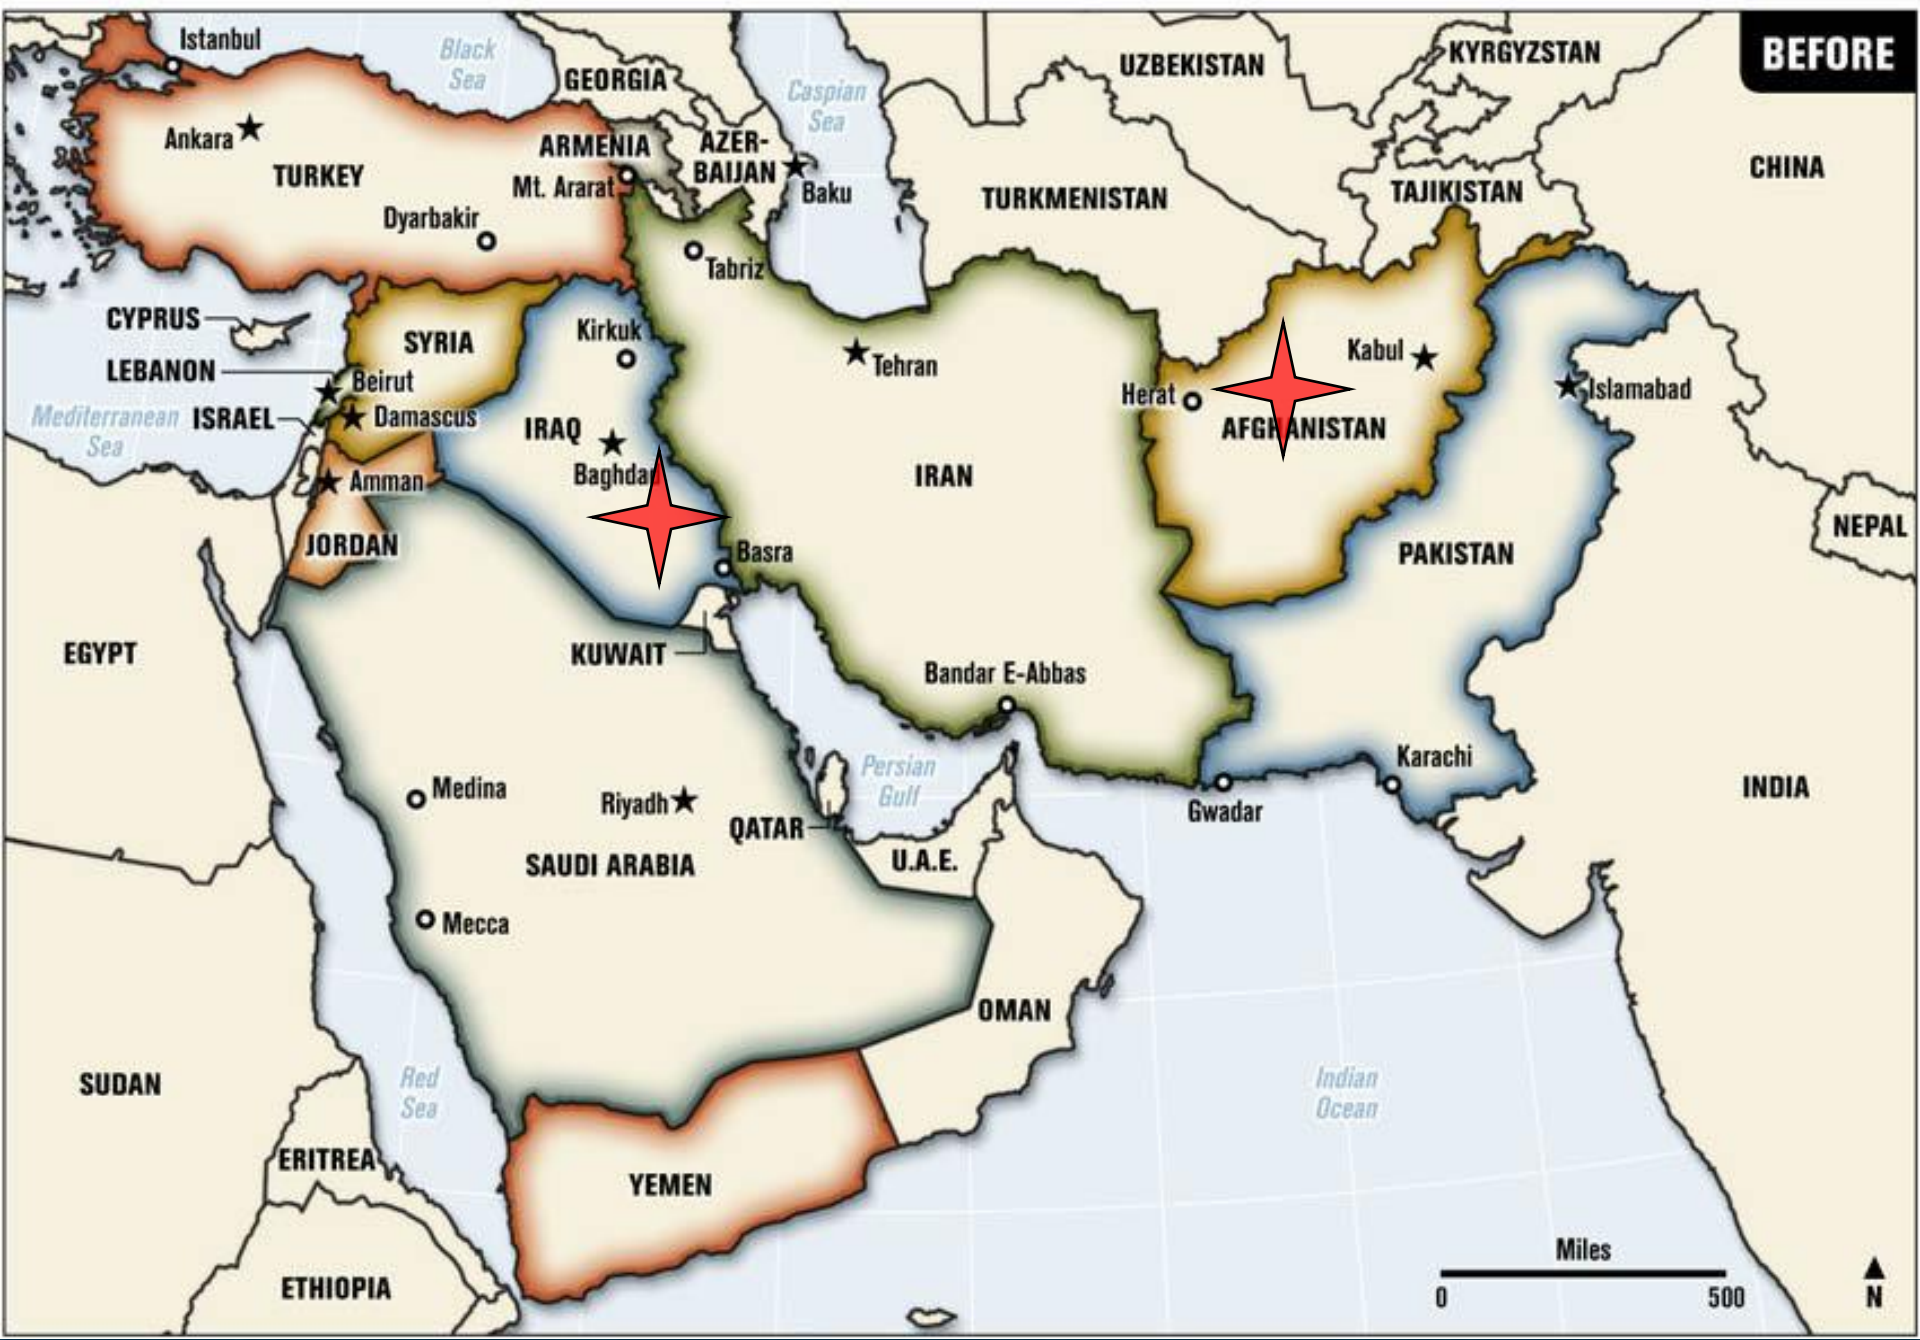 BEFORE
Istanbul
Black
Sea
GEORGIA
Caspian
Sea
UZBEKISTAN
KYRGYZSTAN
Ankara
TURKEY
ARMENIA
Mt. Ararat
AZER-
BAIJAN
Baku
TURKMENISTAN
TAJIKISTAN
CHINA
Dyarbakir
Tabriz
CYPRUS
SYRIA
Kirkuk
Tehran
Kabul
LEBANON
Beirut
Herat
Islamabad
Mediterranean
Sea
ISRAEL
Damascus
IRAQ
AFGHANISTAN
Baghdad
IRAN
Amman
JORDAN
Basra
PAKISTAN
NEPAL
EGYPT
KUWAIT
Bandar E-Abbas
Karachi
Medina
Riyadh
Persian
Gulf
Gwadar
INDIA
QATAR
SAUDI ARABIA
U.A.E.
Mecca
OMAN
SUDAN
Red
Sea
Indian
Ocean
ERITREA
YEMEN
ETHIOPIA
Miles
0
500
N